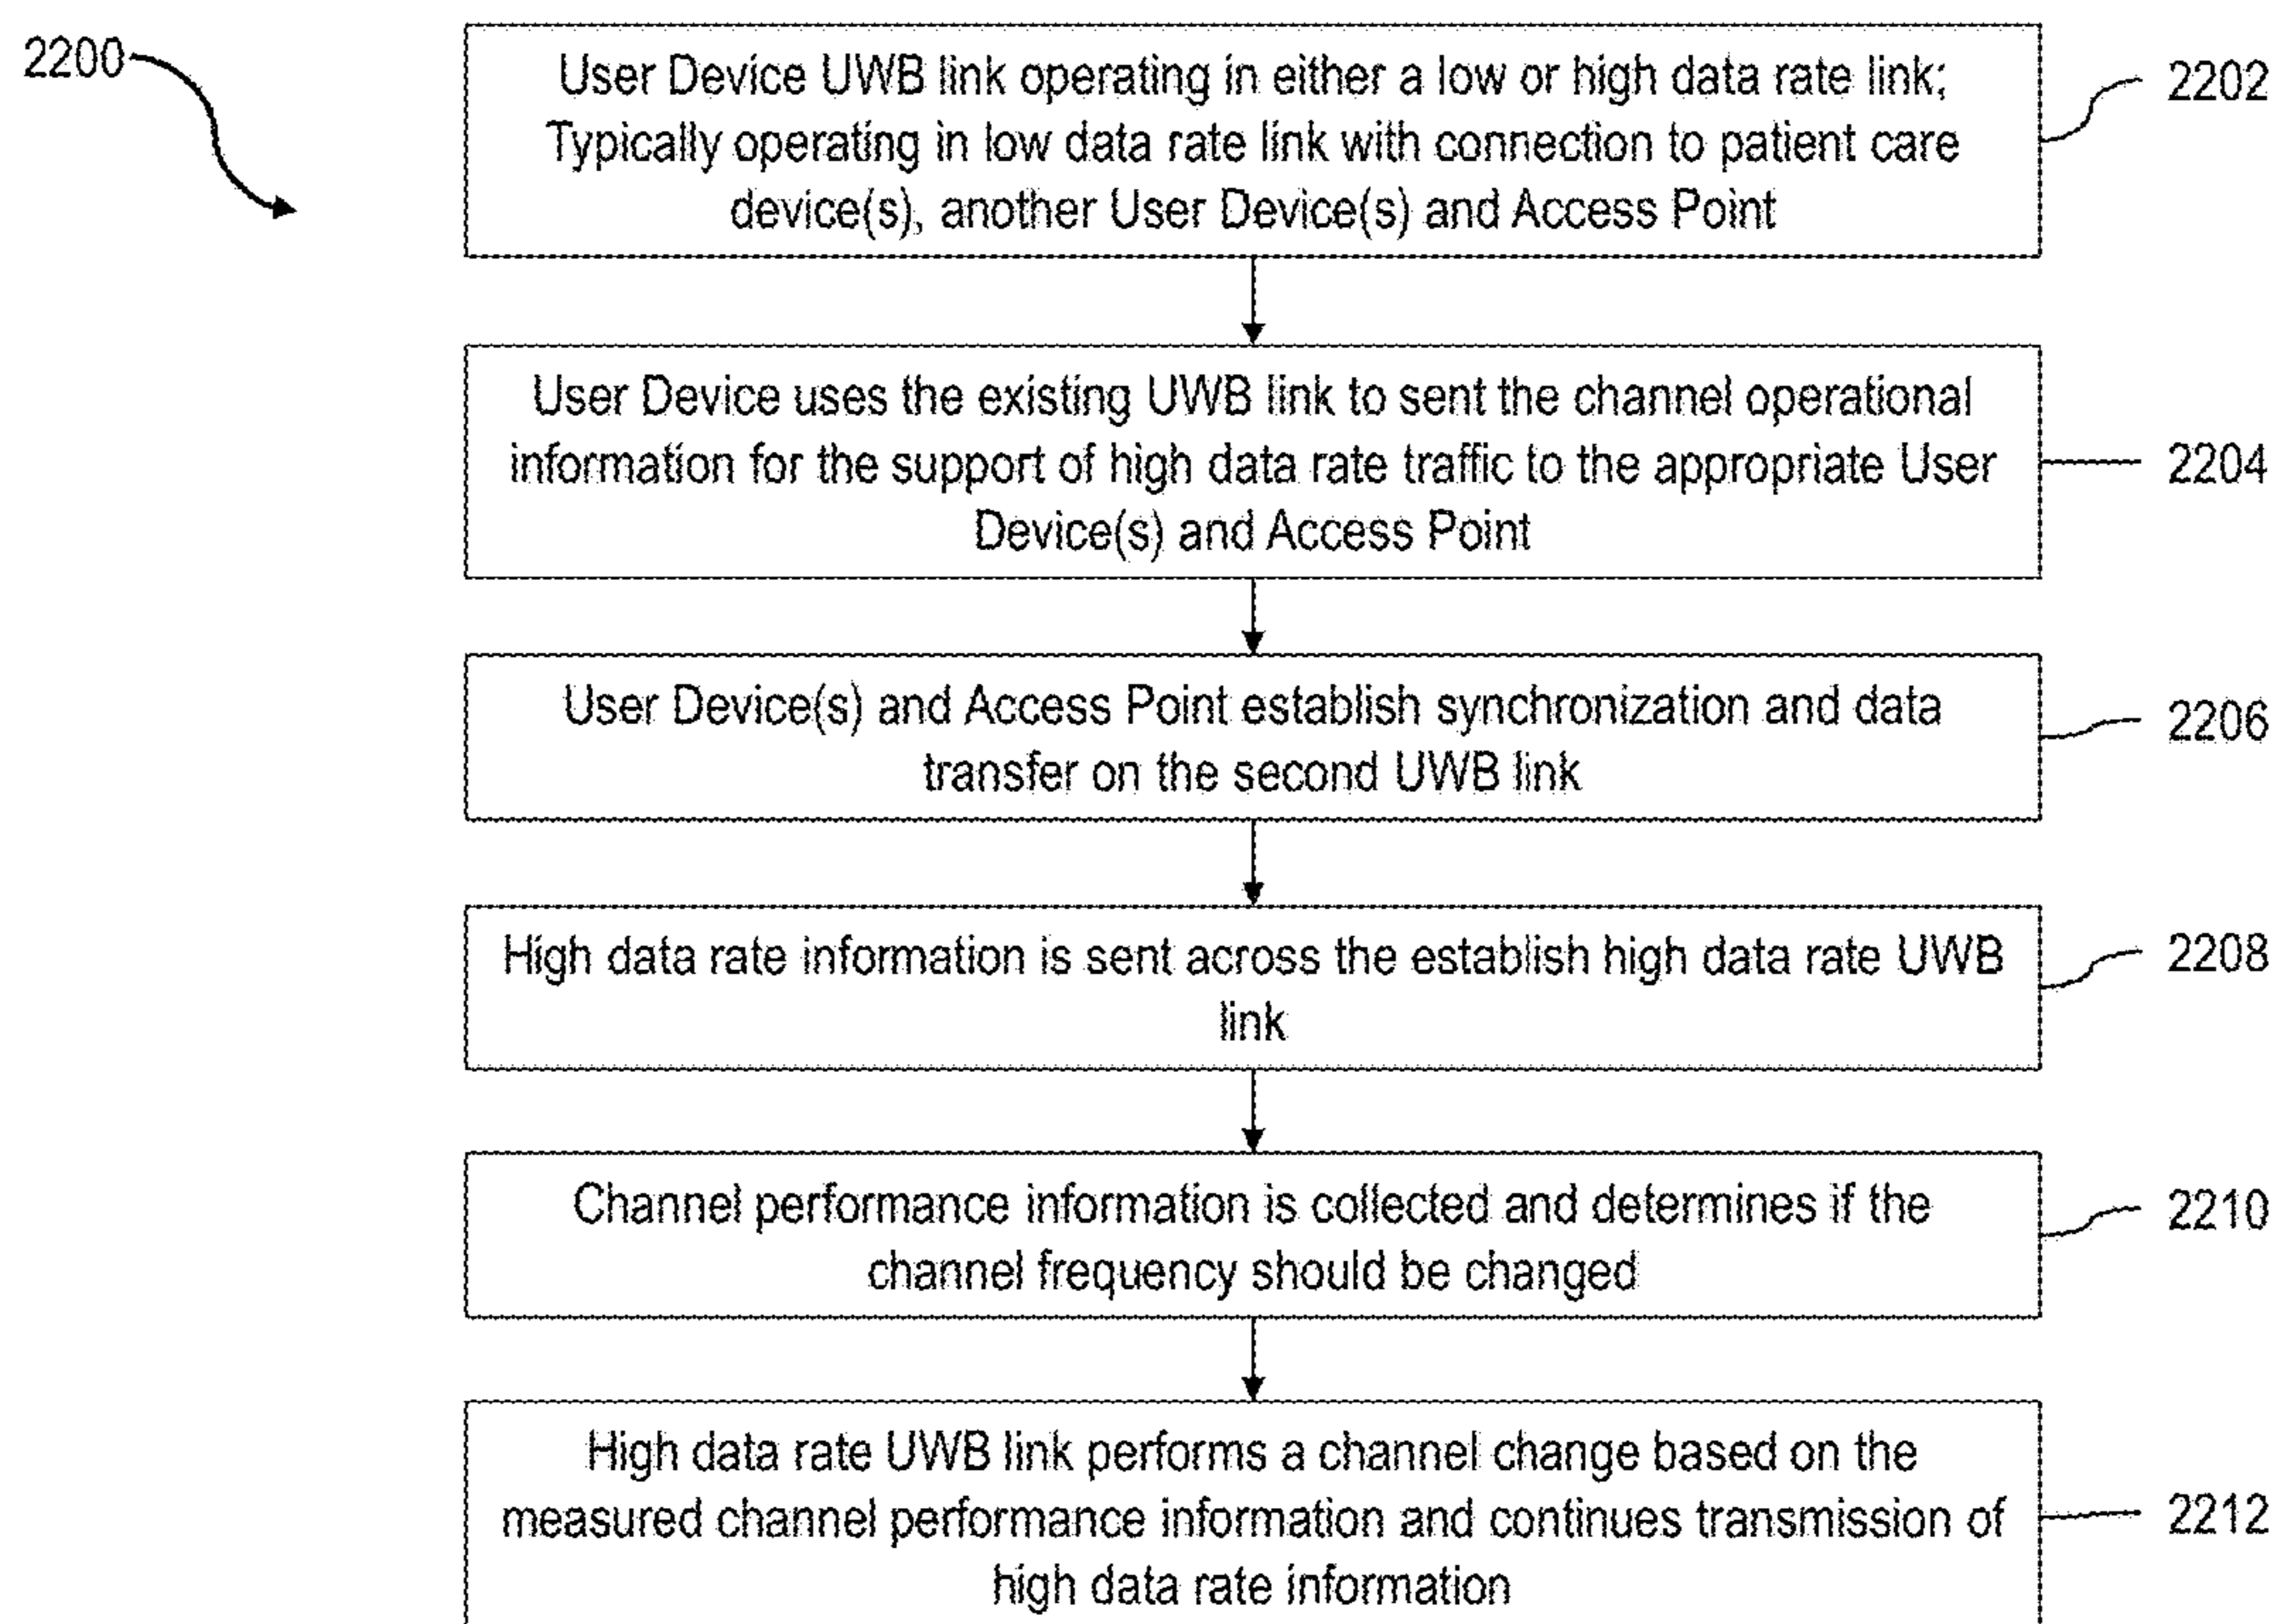 2200
User Device UWB link operating in either a low or high data rate link;
Typically operating in low data rate link with connection to patient care
device(s), another User Device(s) and Access Point
2202
User Device uses the existing UWB link to sent the channel operational
information for the support of high data rate traffic to the appropriate User
Device(s) and Access Point
2204
User Device(s) and Access Point establish synchronization and data
transfer on the second UWB link
2206
High data rate information is sent across the establish high data rate UWB
link
2208
Channel performance information is collected and determines if the
channel frequency should be changed
2210
High data rate UWB link performs a channel change based on the
measured channel performance information and continues transmission of
high data rate information
2212